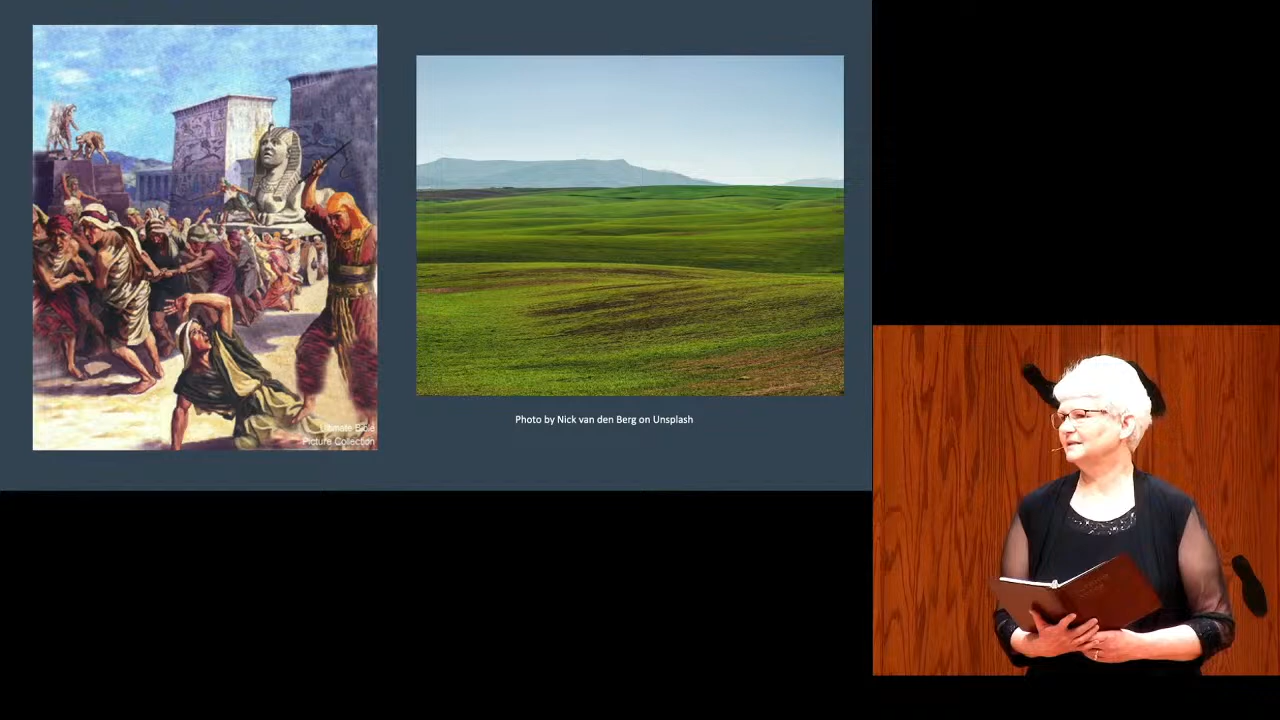 Ultimate Bible
Picture Collection
Photo by Nick van den Berg on Unsplash